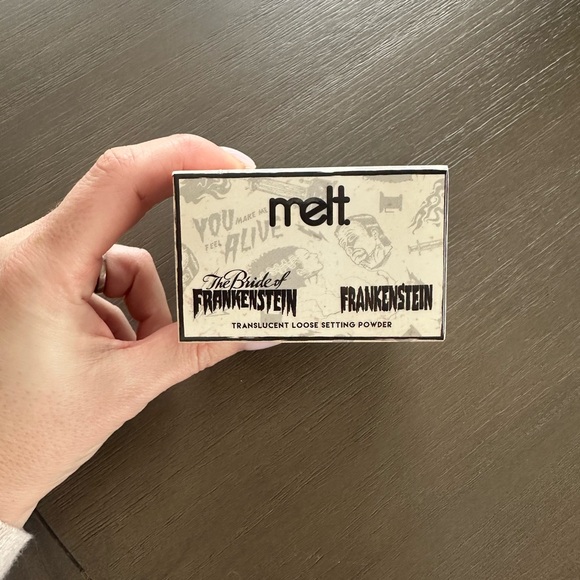 melt.
YOU MAKE ME
FEEL ALIVE
The Bride of
FRANKENSTEIN
FRANKENSTEIN
TRANSLUCENT LOOSE SETTING POWDER